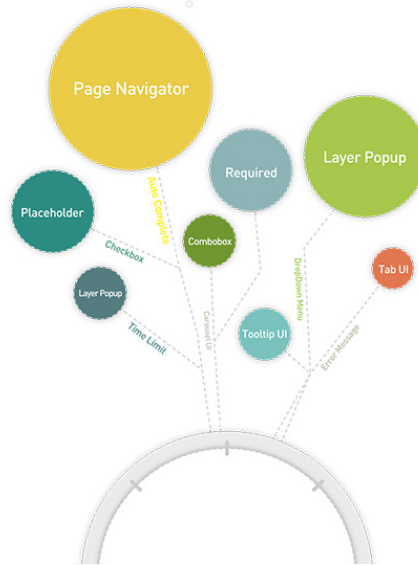 Page Navigator
Layer Popup
Required
Placeholder
Auto Complete
Combobox
Checkbox
Tab UI
Layer Popup
DropDown Menu
Time Limit
Carousel UI
Tooltip UI
Error Message